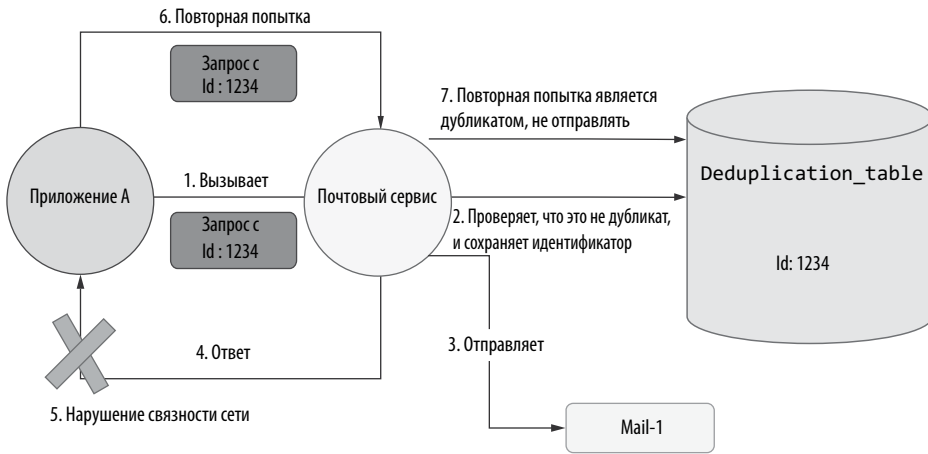 6. Повторная попытка
Запрос с
Id : 1234
7. Повторная попытка является
дубликатом, не отправлять
Deduplication_table
Приложение А
1. Вызывает
Почтовый сервис
Запрос с
Id : 1234
2. Проверяет, что это не дубликат,
и сохраняет идентификатор
Id: 1234
4. Ответ
3. Отправляет
5. Нарушение связности сети
Mail-1